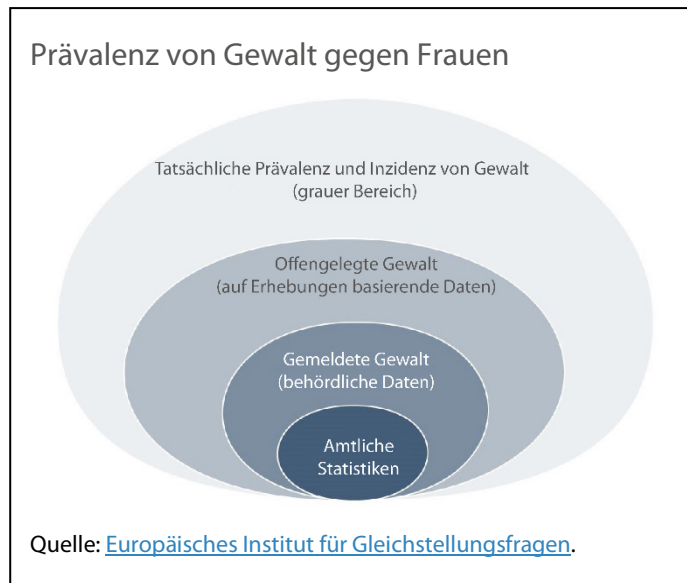 Prävalenz von Gewalt gegen Frauen
Tatsächliche Prävalenz und Inzidenz von Gewalt
(grauer Bereich)
Offengelegte Gewalt
(auf Erhebungen basierende Daten)
Gemeldete Gewalt
(behördliche Daten)
Amtliche
Statistiken
Quelle: Europäisches Institut für Gleichstellungsfragen.